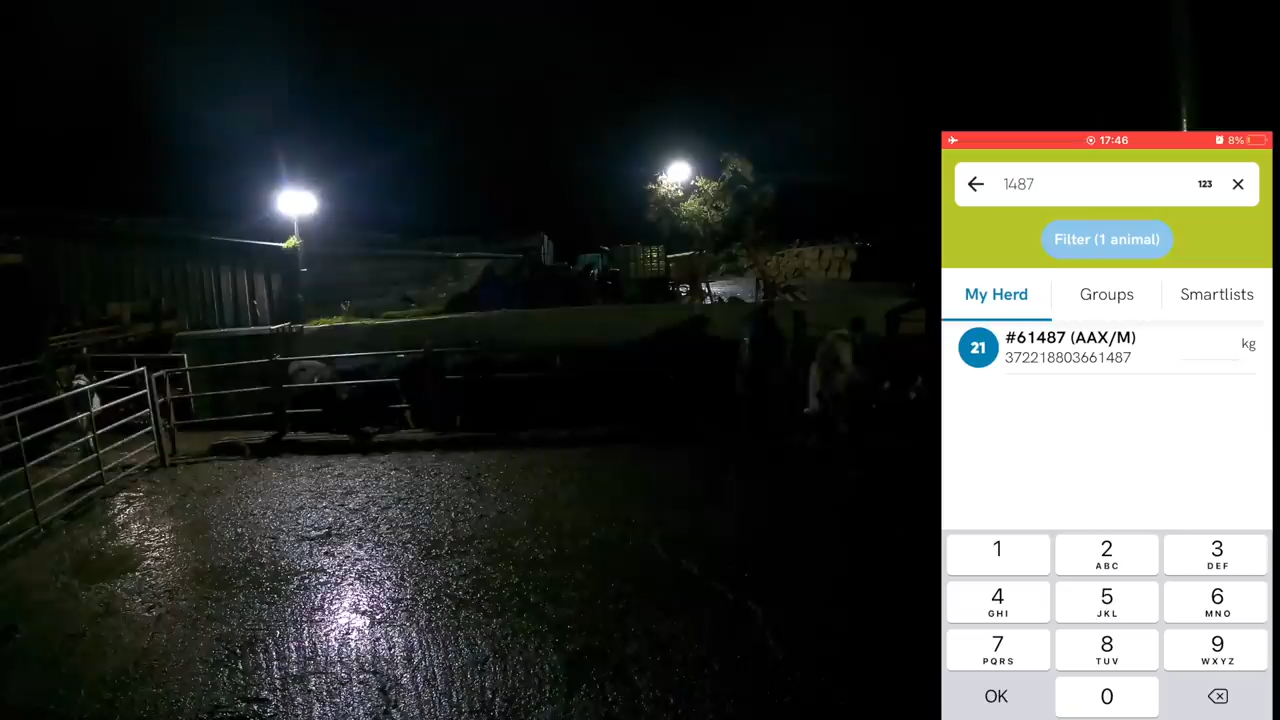 17:46 8%
1487 123
Filter (1 animal)
My Herd Groups Smartlists
21 #61487 (AAX/M) kg
372218803661487
1 2 3
ABC DEF
4 5 6
GHI JKL MNO
7 8 9
PQRS TUV WXYZ
OK 0